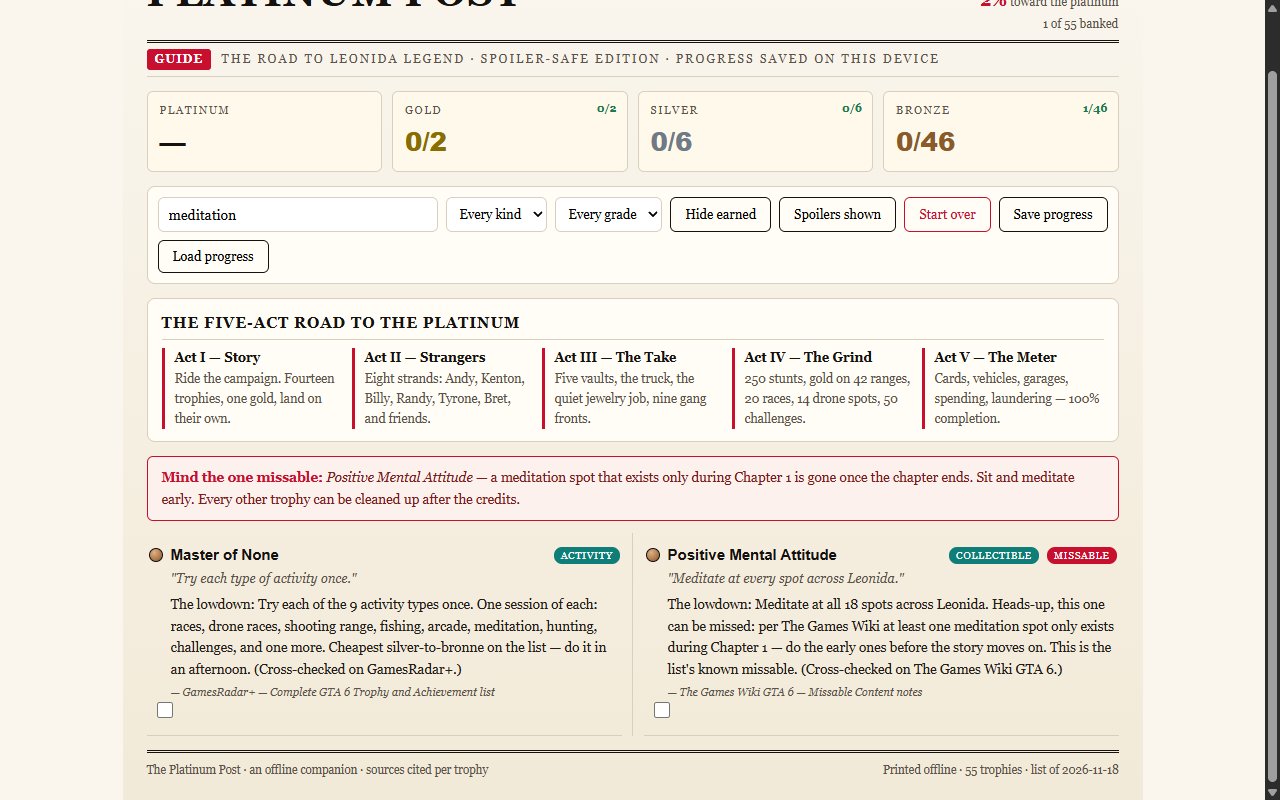 PLATINUM POST
2% toward the platinum
1 of 55 banked
GUIDE THE ROAD TO LEONIDA LEGEND · SPOILER-SAFE EDITION · PROGRESS SAVED ON THIS DEVICE
PLATINUM
—
GOLD 0/2
0/2
SILVER 0/6
0/6
BRONZE 1/46
0/46
meditation
Every kind
Every grade
Hide earned
Spoilers shown
Start over
Save progress
Load progress
THE FIVE-ACT ROAD TO THE PLATINUM
Act I — Story
Ride the campaign. Fourteen
trophies, one gold, land on
their own.
Act II — Strangers
Eight strands: Andy, Kenton,
Billy, Randy, Tyrone, Bret,
and friends.
Act III — The Take
Five vaults, the truck, the
quiet jewelry job, nine gang
fronts.
Act IV — The Grind
250 stunts, gold on 42 ranges,
20 races, 14 drone spots, 50
challenges.
Act V — The Meter
Cards, vehicles, garages,
spending, laundering — 100%
completion.
Mind the one missable: Positive Mental Attitude — a meditation spot that exists only during Chapter 1 is gone once the chapter ends. Sit and meditate
early. Every other trophy can be cleaned up after the credits.
Master of None ACTIVITY
"Try each type of activity once."
The lowdown: Try each of the 9 activity types once. One session of each:
races, drone races, shooting range, fishing, arcade, meditation, hunting,
challenges, and one more. Cheapest silver-to-bronne on the list — do it in
an afternoon. (Cross-checked on GamesRadar+.)
— GamesRadar+ — Complete GTA 6 Trophy and Achievement list
Positive Mental Attitude COLLECTIBLE MISSABLE
"Meditate at every spot across Leonida."
The lowdown: Meditate at all 18 spots across Leonida. Heads-up, this one
can be missed: per The Games Wiki at least one meditation spot only exists
during Chapter 1 — do the early ones before the story moves on. This is the
list's known missable. (Cross-checked on The Games Wiki GTA 6.)
— The Games Wiki GTA 6 — Missable Content notes
The Platinum Post · an offline companion · sources cited per trophy
Printed offline · 55 trophies · list of 2026-11-18